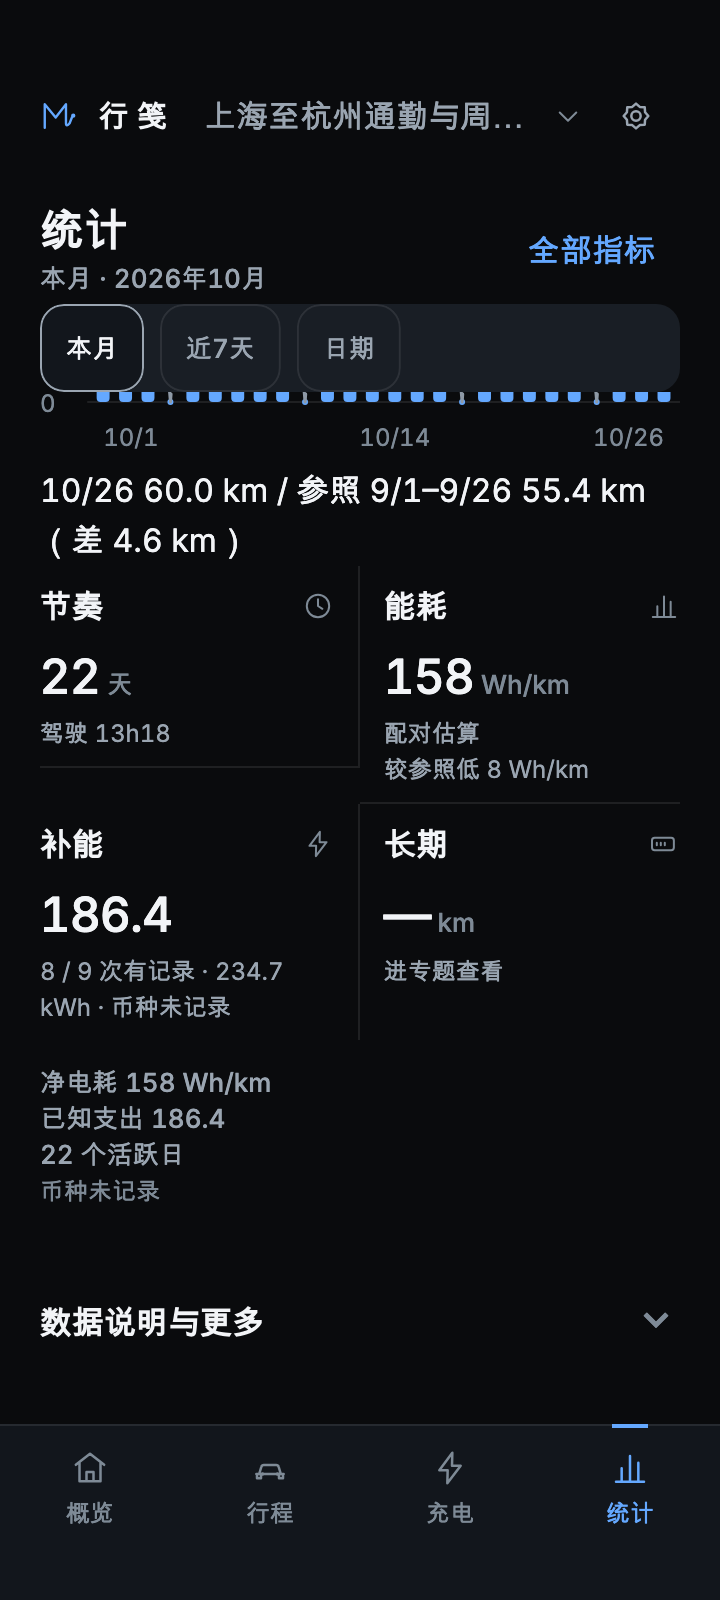 行笺 上海至杭州通勤与周...
统计
全部指标
本月 · 2026年10月
本月 近7天 日期
0
10/1 10/14 10/26
10/26 60.0 km / 参照 9/1–9/26 55.4 km
（差 4.6 km）
节奏
22 天
驾驶 13h18
能耗
158 Wh/km
配对估算
较参照低 8 Wh/km
补能
186.4
8 / 9 次有记录 · 234.7
kWh · 币种未记录
长期
— km
进专题查看
净电耗 158 Wh/km
已知支出 186.4
22 个活跃日
币种未记录
数据说明与更多
概览 行程 充电 统计